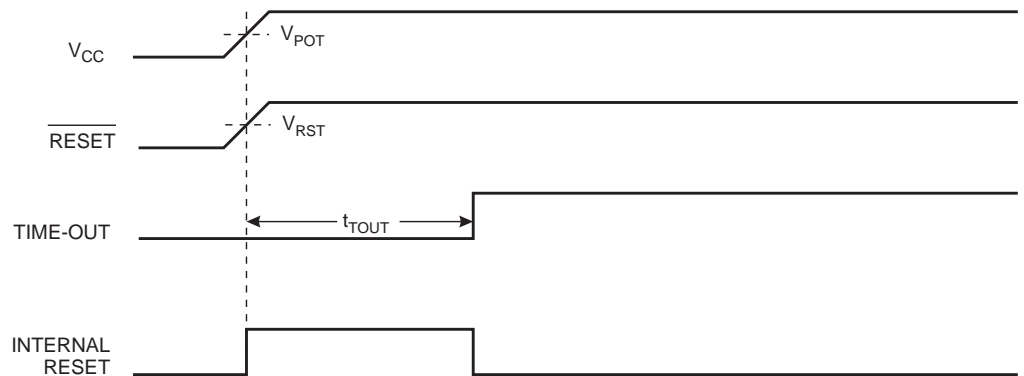 V_CC
V_POT
RESET
V_RST
TIME-OUT
t_TOUT
INTERNAL
RESET